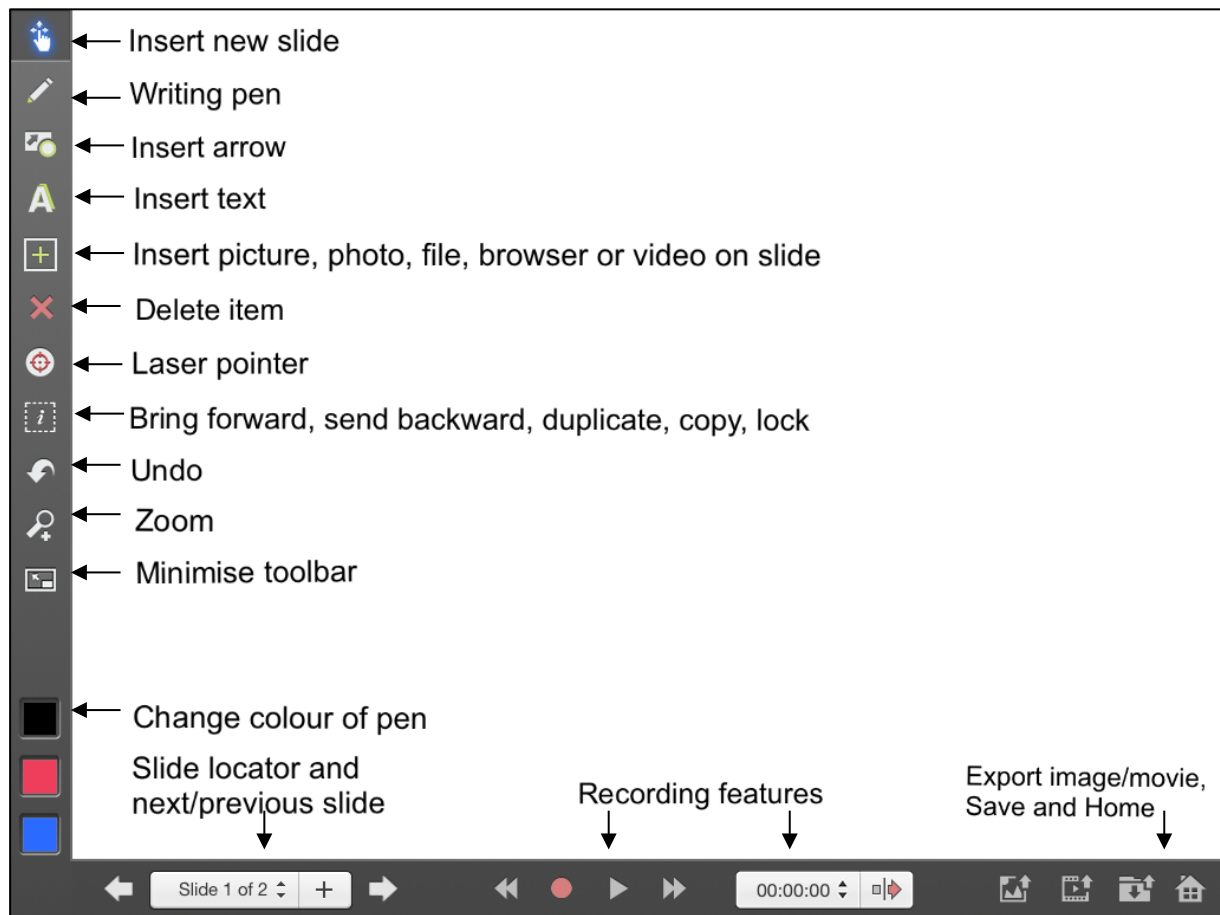 Insert new slide
Writing pen
Insert arrow
A
Insert text
Insert picture, photo, file, browser or video on slide
Delete item
Laser pointer
i
Bring forward, send backward, duplicate, copy, lock
Undo
Zoom
Minimise toolbar
Change colour of pen
Slide locator and
next/previous slide
Recording features
Export image/movie,
Save and Home
Slide 1 of 2
+
00:00:00